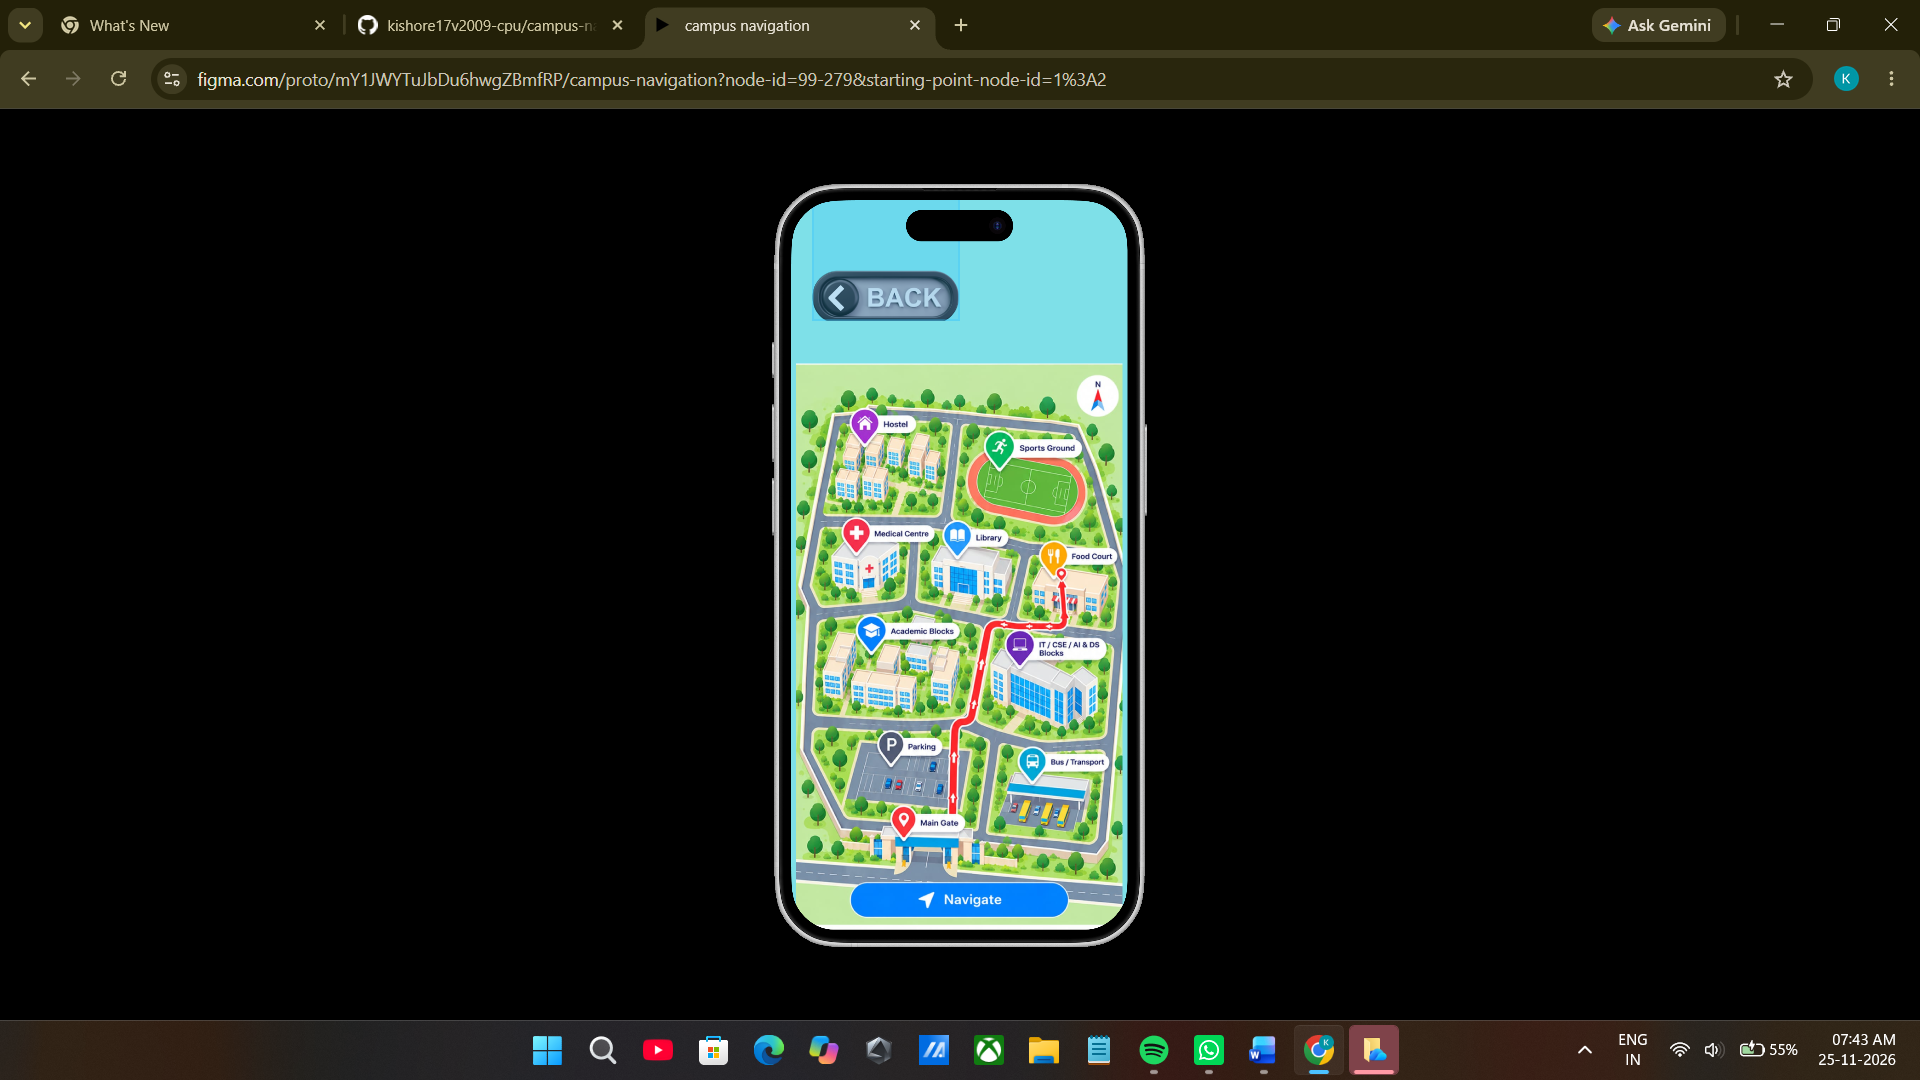 What's New
kishore17v2009-cpu/campus-na
campus navigation
Ask Gemini
figma.com/proto/mY1JWYTuJbDu6hwgZBmfRP/campus-navigation?node-id=99-279&starting-point-node-id=1%3A2
K
BACK
N
Hostel
Sports Ground
Medical Centre
Library
Food Court
Academic Blocks
IT / CSE / AI & DS
Blocks
P
Parking
Bus / Transport
Main Gate
Navigate
ENG
IN
55%
07:43 AM
25-11-2026